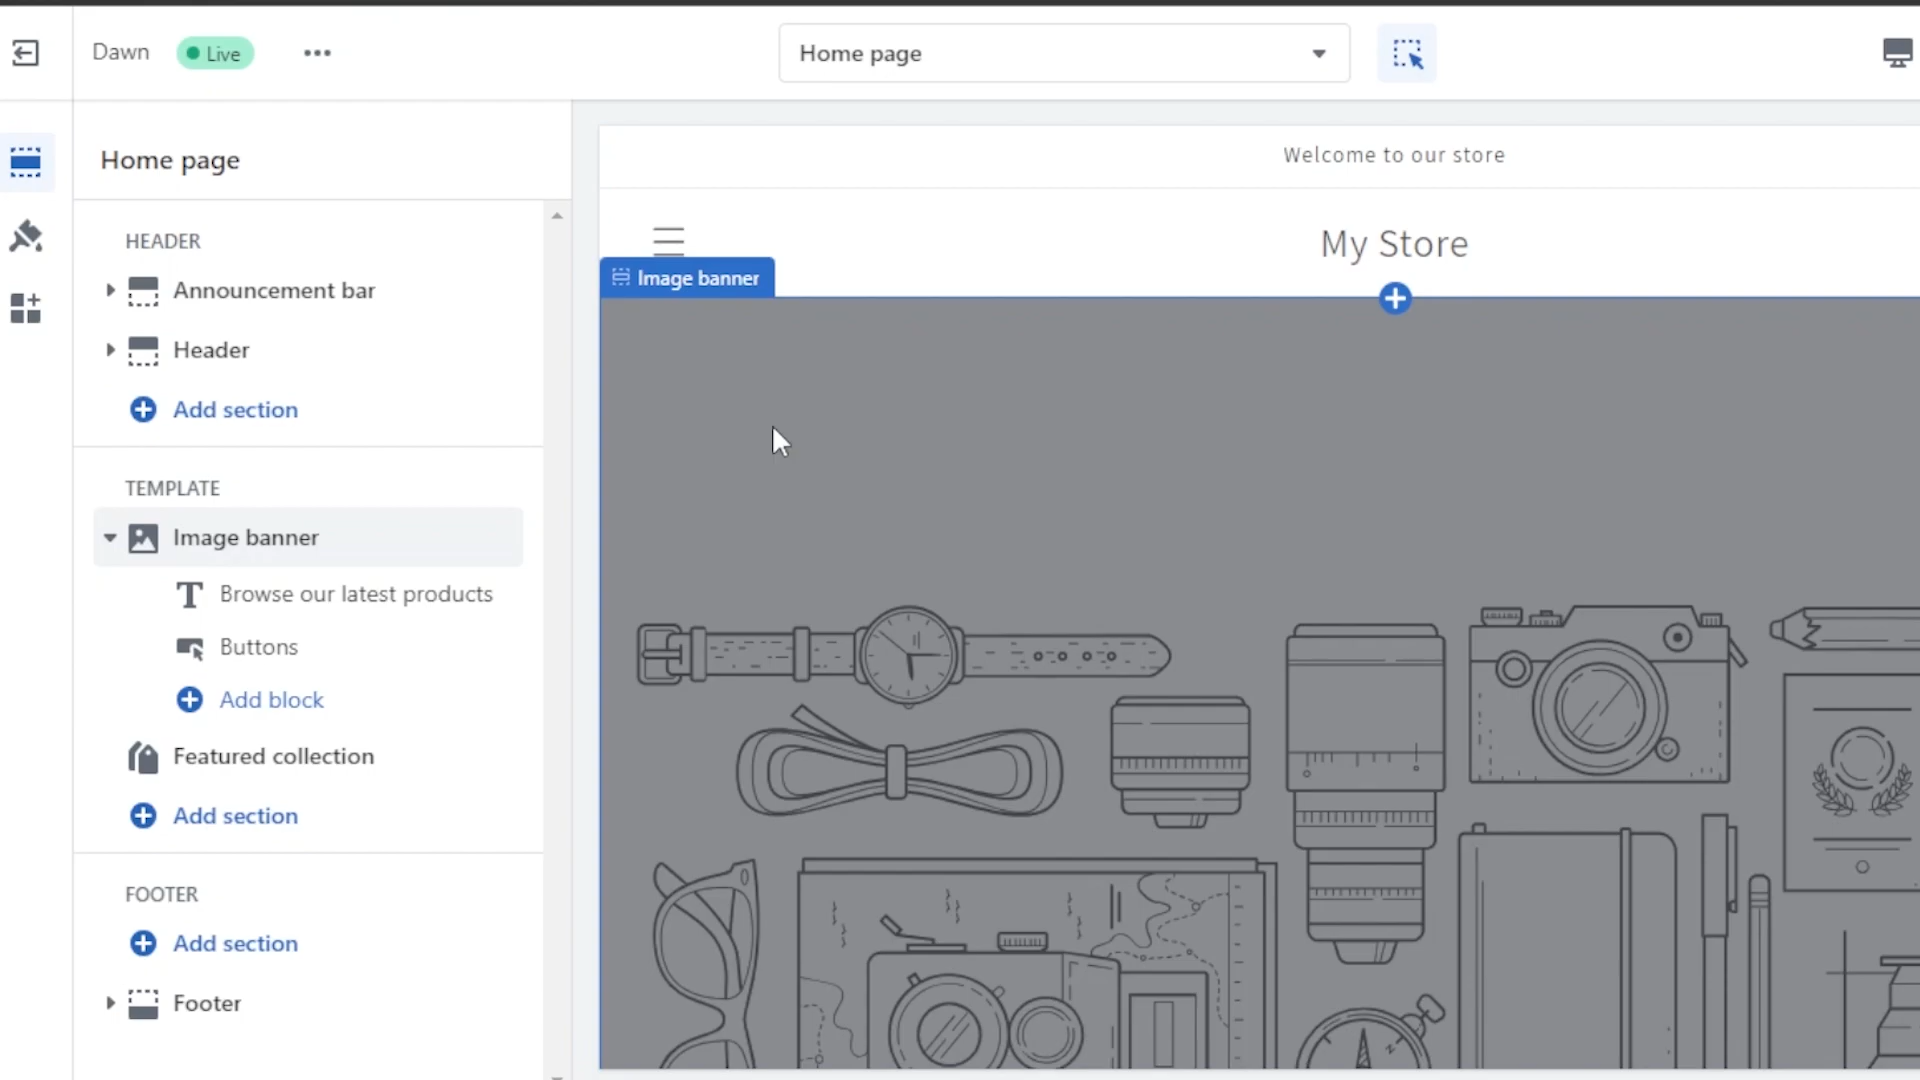 Dawn
Live
Home page
Home page
HEADER
Announcement bar
Header
Add section
TEMPLATE
Image banner
Browse our latest products
Buttons
Add block
Featured collection
Add section
FOOTER
Add section
Footer
Welcome to our store
My Store
Image banner